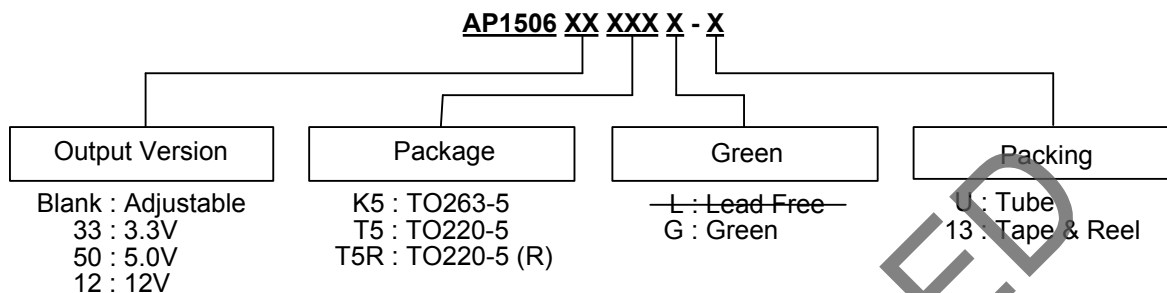 AP1506 XX XXX X - X
Output Version
Blank : Adjustable
33 : 3.3V
50 : 5.0V
12 : 12V
Package
K5 : TO263-5
T5 : TO220-5
T5R : TO220-5 (R)
Green
L : Lead Free
G : Green
Packing
U : Tube
13 : Tape & Reel